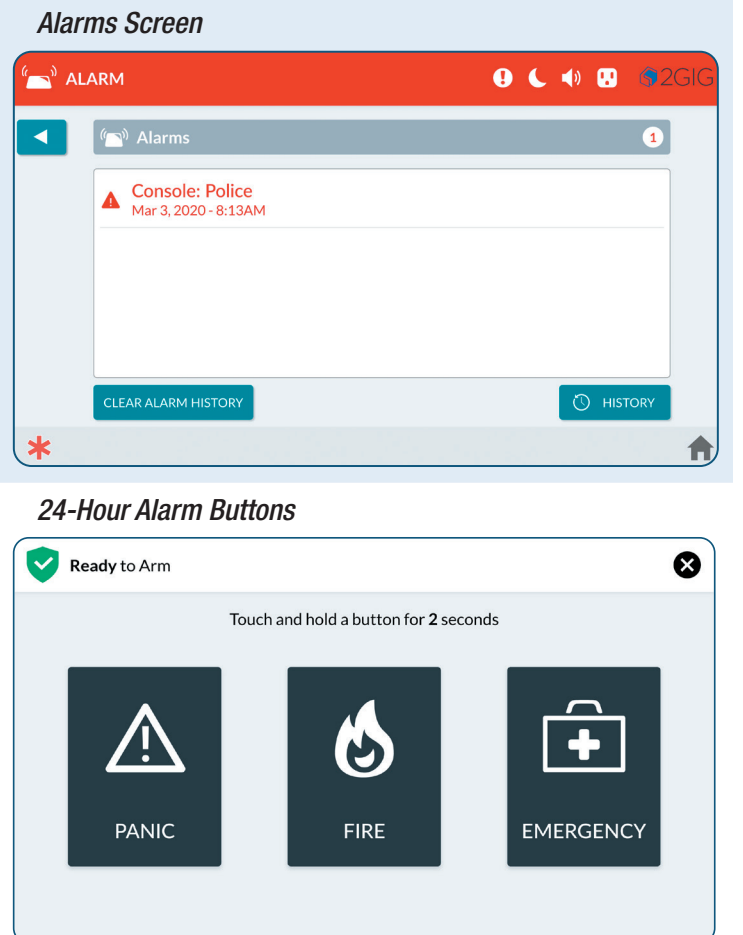 Alarms Screen
ALARM
2GIG
Alarms
1
Console: Police
Mar 3, 2020 - 8:13AM
CLEAR ALARM HISTORY
HISTORY
24-Hour Alarm Buttons
Ready to Arm
Touch and hold a button for 2 seconds
PANIC
FIRE
EMERGENCY